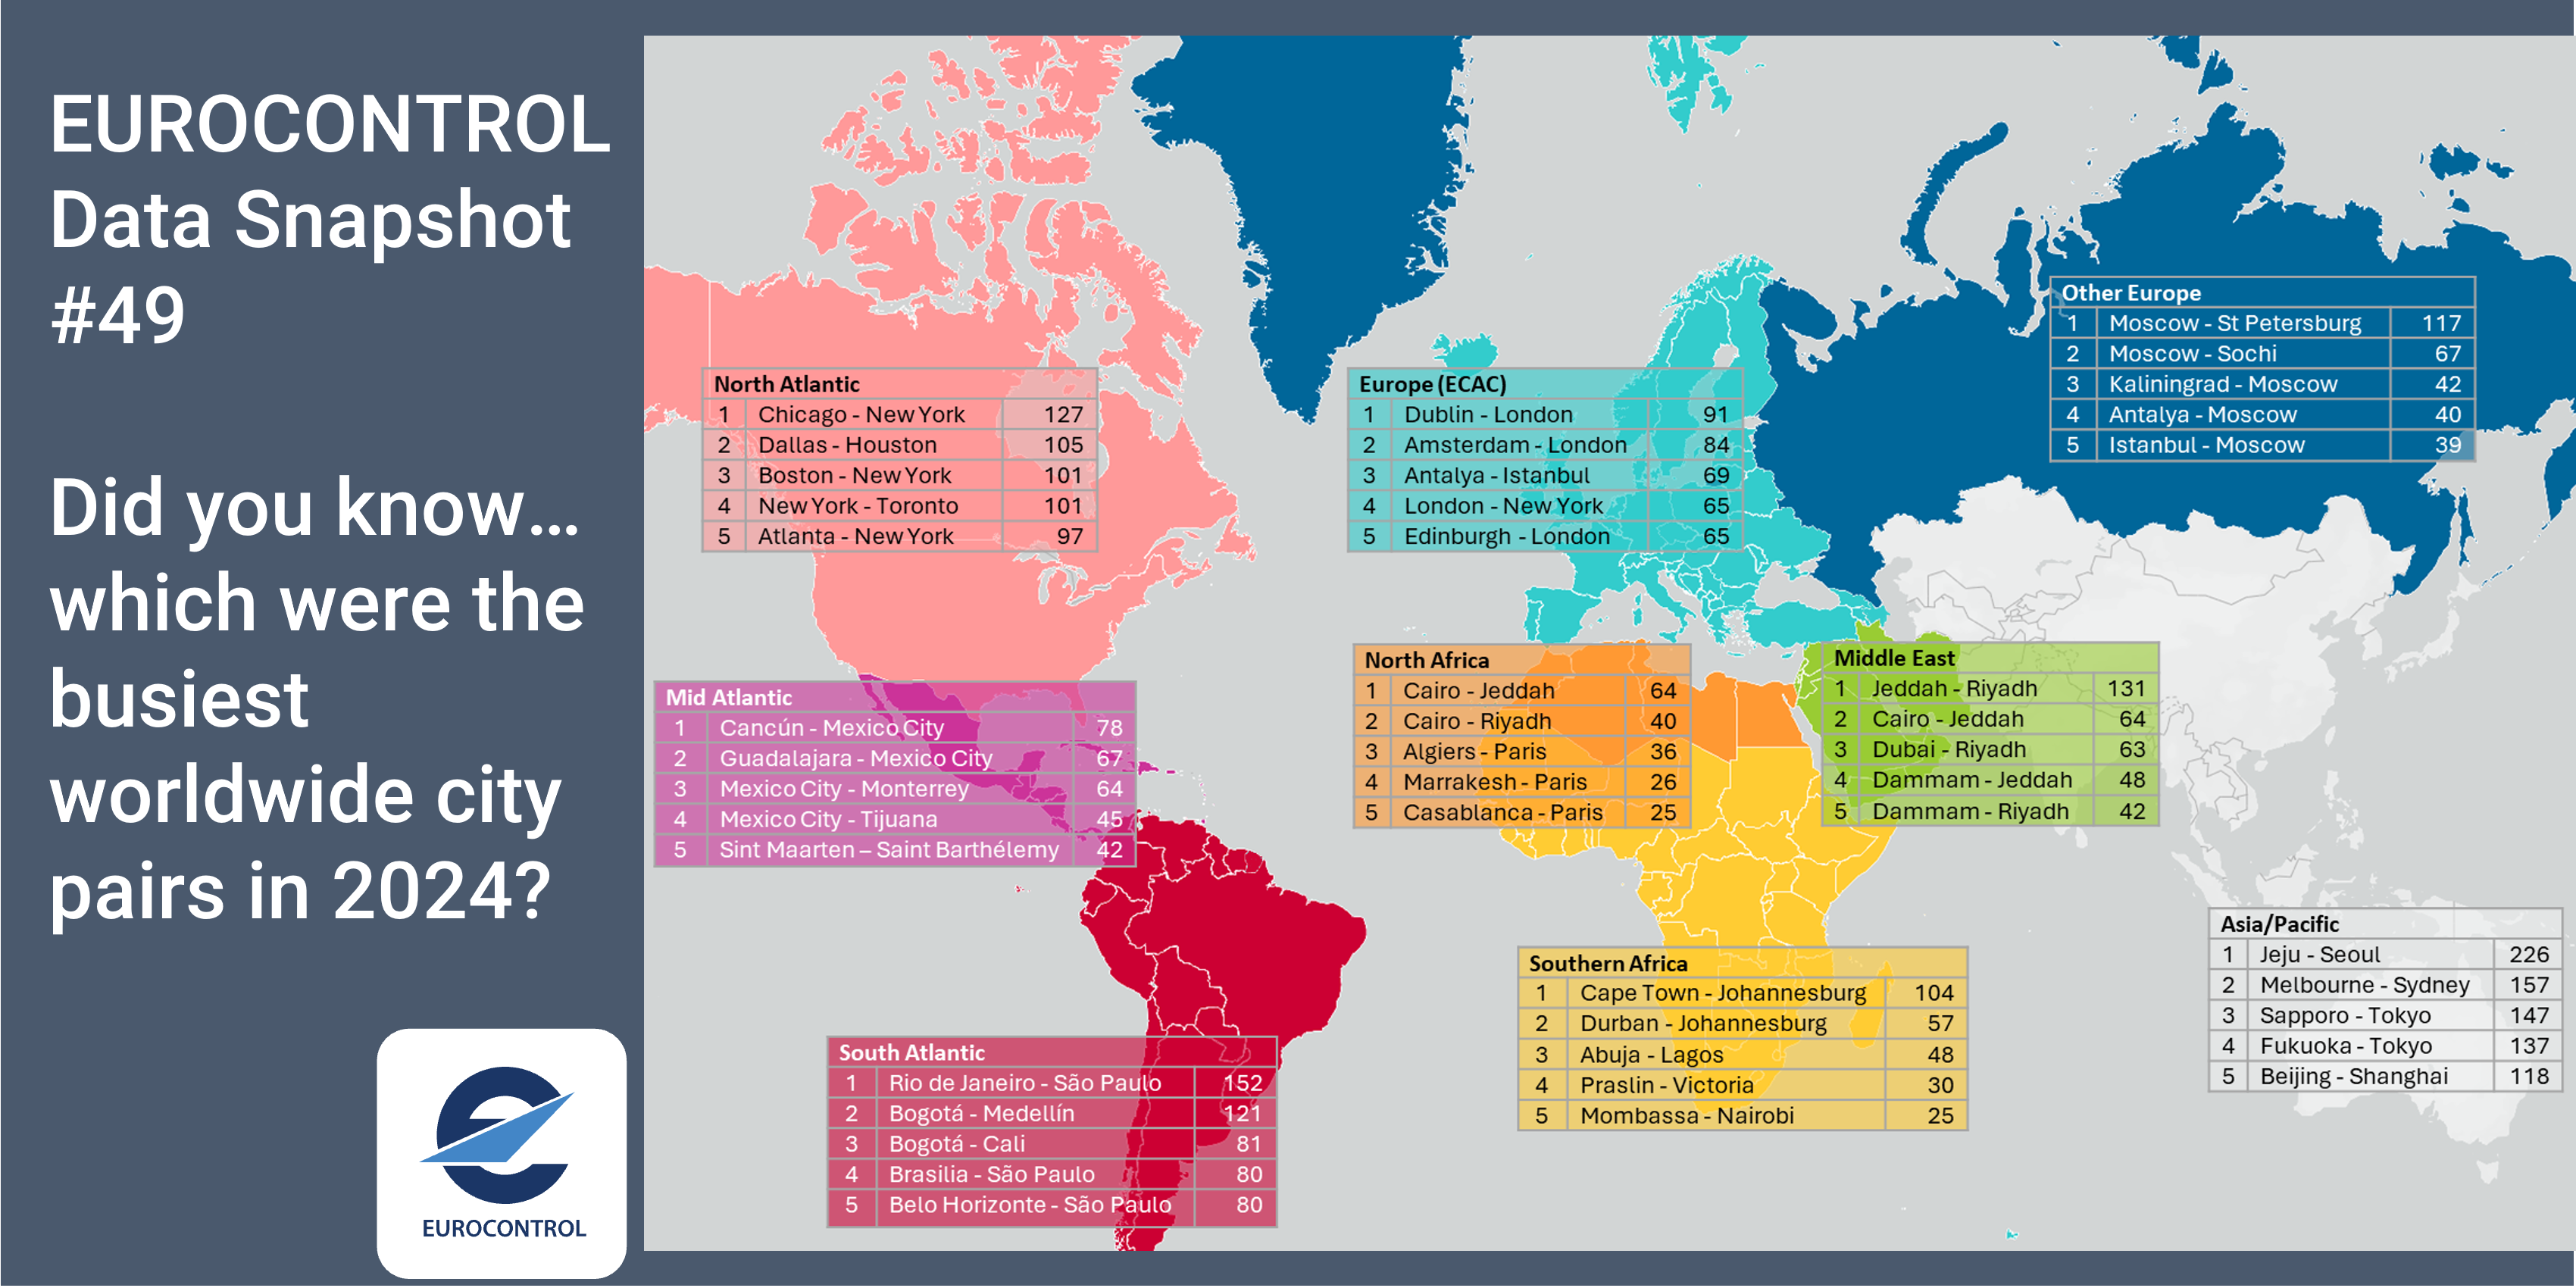 EUROCONTROL
Data Snapshot
#49
Did you know...
which were the
busiest
worldwide city
pairs in 2024?
EUROCONTROL
North Atlantic
1 Chicago - New York 127
2 Dallas - Houston 105
3 Boston - New York 101
4 New York - Toronto 101
5 Atlanta - New York 97
Europe (ECAC)
1 Dublin - London 91
2 Amsterdam - London 84
3 Antalya - Istanbul 69
4 London - New York 65
5 Edinburgh - London 65
Other Europe
1 Moscow - St Petersburg 117
2 Moscow - Sochi 67
3 Kaliningrad - Moscow 42
4 Antalya - Moscow 40
5 Istanbul - Moscow 39
Mid Atlantic
1 Cancún - Mexico City 78
2 Guadalajara - Mexico City 67
3 Mexico City - Monterrey 64
4 Mexico City - Tijuana 45
5 Sint Maarten – Saint Barthélemy 42
North Africa
1 Cairo - Jeddah 64
2 Cairo - Riyadh 40
3 Algiers - Paris 36
4 Marrakesh - Paris 26
5 Casablanca - Paris 25
Middle East
1 Jeddah - Riyadh 131
2 Cairo - Jeddah 64
3 Dubai - Riyadh 63
4 Dammam - Jeddah 48
5 Dammam - Riyadh 42
South Atlantic
1 Rio de Janeiro - São Paulo 152
2 Bogotá - Medellín 121
3 Bogotá - Cali 81
4 Brasilia - São Paulo 80
5 Belo Horizonte - São Paulo 80
Southern Africa
1 Cape Town - Johannesburg 104
2 Durban - Johannesburg 57
3 Abuja - Lagos 48
4 Praslin - Victoria 30
5 Mombassa - Nairobi 25
Asia/Pacific
1 Jeju - Seoul 226
2 Melbourne - Sydney 157
3 Sapporo - Tokyo 147
4 Fukuoka - Tokyo 137
5 Beijing - Shanghai 118